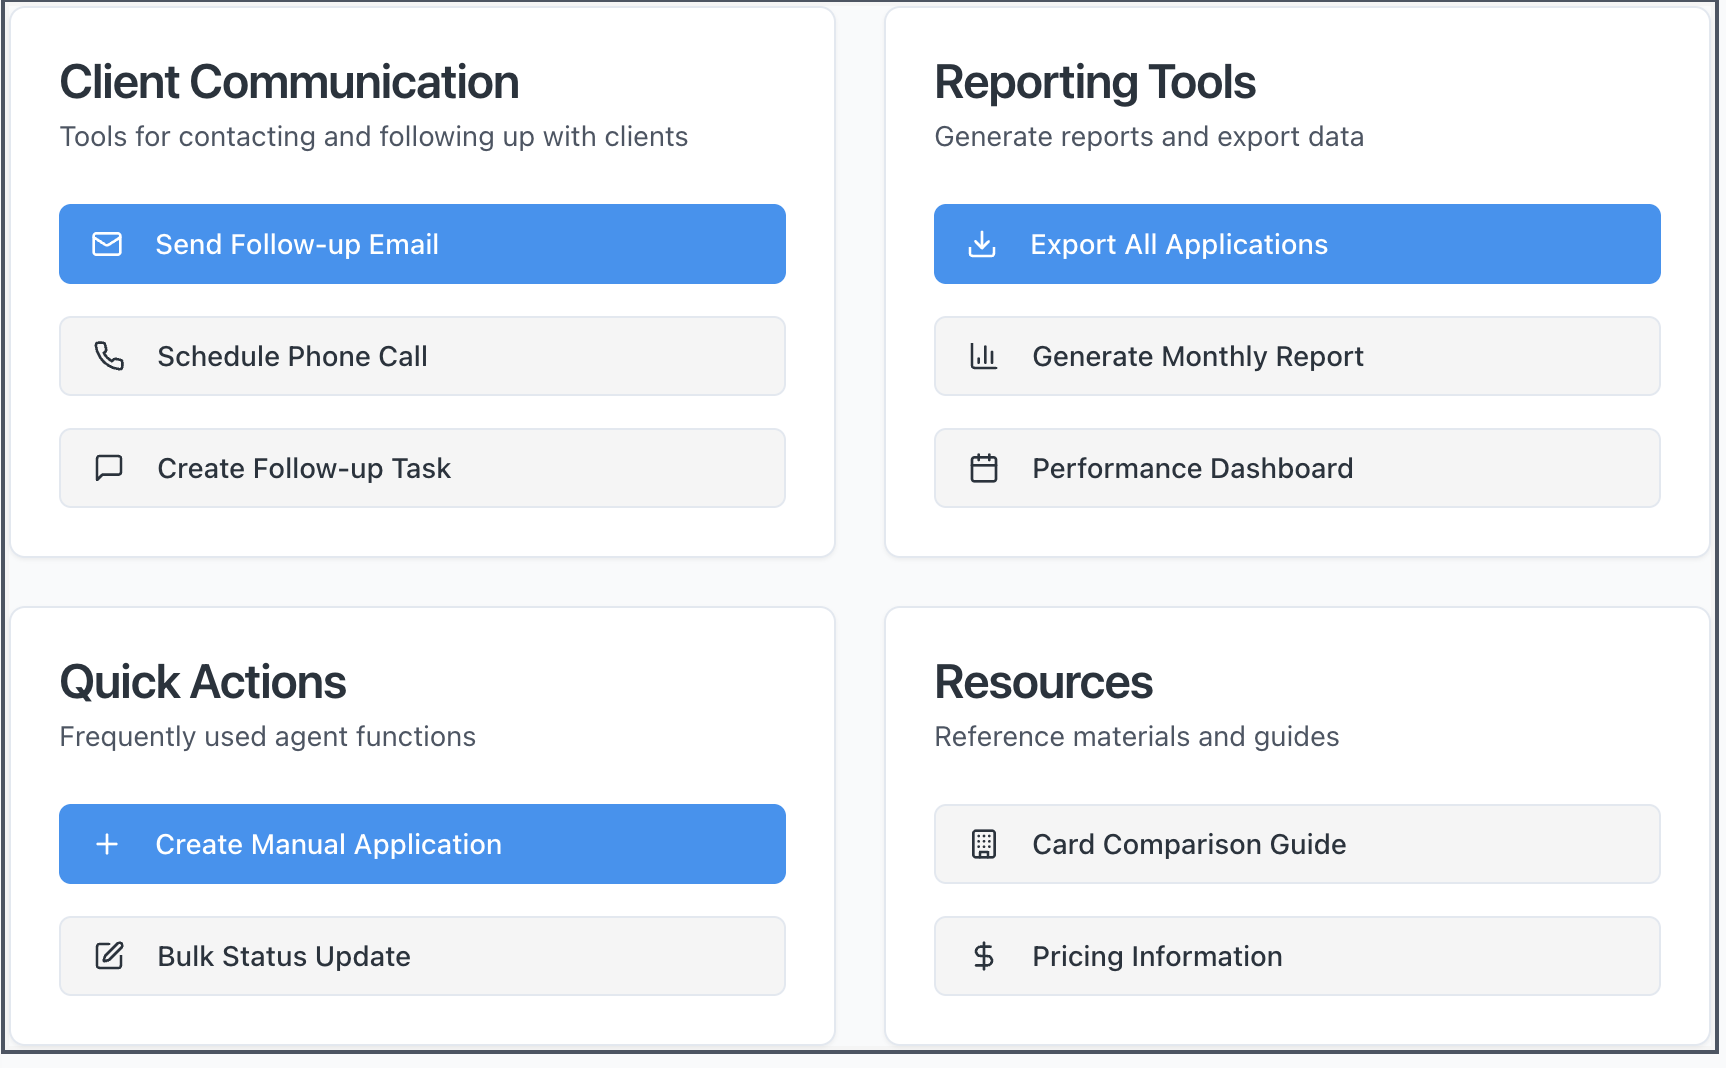 Client Communication
Tools for contacting and following up with clients
Send Follow-up Email
Schedule Phone Call
Create Follow-up Task
Reporting Tools
Generate reports and export data
Export All Applications
Generate Monthly Report
Performance Dashboard
Quick Actions
Frequently used agent functions
Create Manual Application
Bulk Status Update
Resources
Reference materials and guides
Card Comparison Guide
Pricing Information